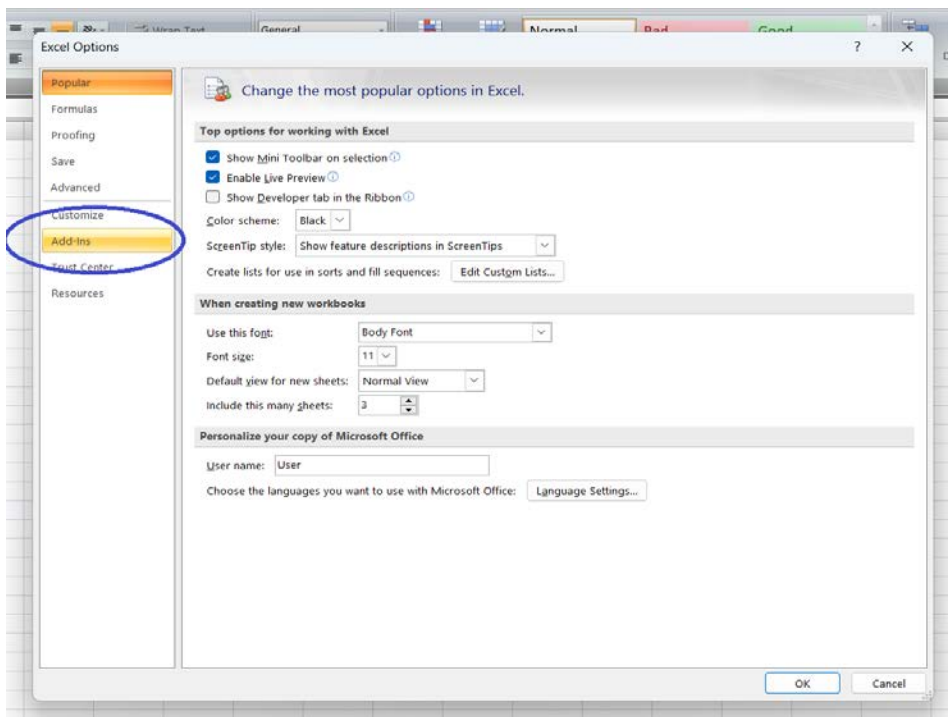 Wrap Text
General
Normal
Bad
Good
Excel Options
?
Popular
Formulas
Proofing
Save
Advanced
Customize
Add-Ins
Trust Center
Resources
Change the most popular options in Excel.
Top options for working with Excel
Show Mini Toolbar on selection
Enable Live Preview
Show Developer tab in the Ribbon
Color scheme: Black
ScreenTip style: Show feature descriptions in ScreenTips
Create lists for use in sorts and fill sequences: Edit Custom Lists...
When creating new workbooks
Use this font: Body Font
Font size: 11
Default view for new sheets: Normal View
Include this many sheets: 3
Personalize your copy of Microsoft Office
User name: User
Choose the languages you want to use with Microsoft Office: Language Settings...
OK Cancel